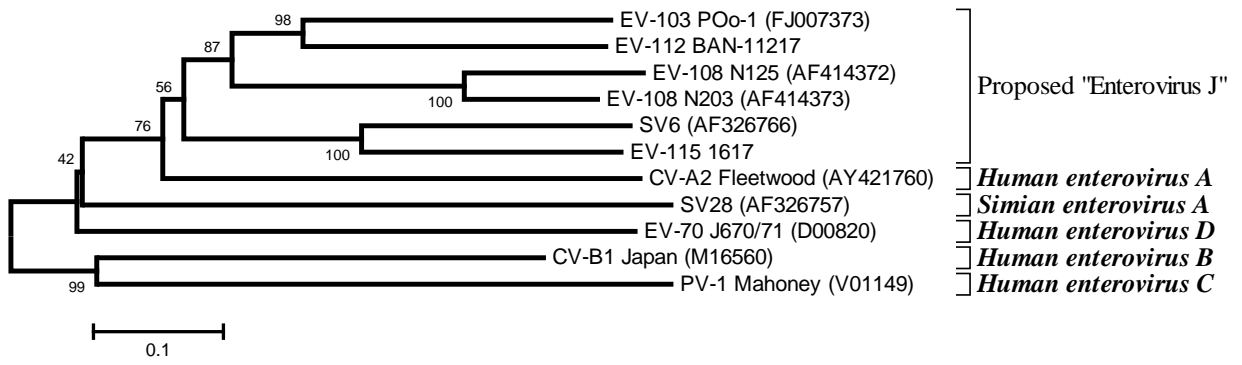 98
EV-103 POo-1 (FJ007373)
87
EV-112 BAN-11217
EV-108 N125 (AF414372)
56
100
EV-108 N203 (AF414373)
Proposed "Enterovirus J"
76
SV6 (AF326766)
100
EV-115 1617
42
CV-A2 Fleetwood (AY421760)
Human enterovirus A
SV28 (AF326757)
Simian enterovirus A
EV-70 J670/71 (D00820)
Human enterovirus D
CV-B1 Japan (M16560)
Human enterovirus B
99
PV-1 Mahoney (V01149)
Human enterovirus C
0.1